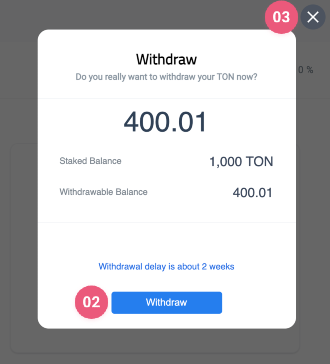 03
0 %
Withdraw
Do you really want to withdraw your TON now?
400.01
Staked Balance 1,000 TON
Withdrawable Balance 400.01
Withdrawal delay is about 2 weeks
02 Withdraw